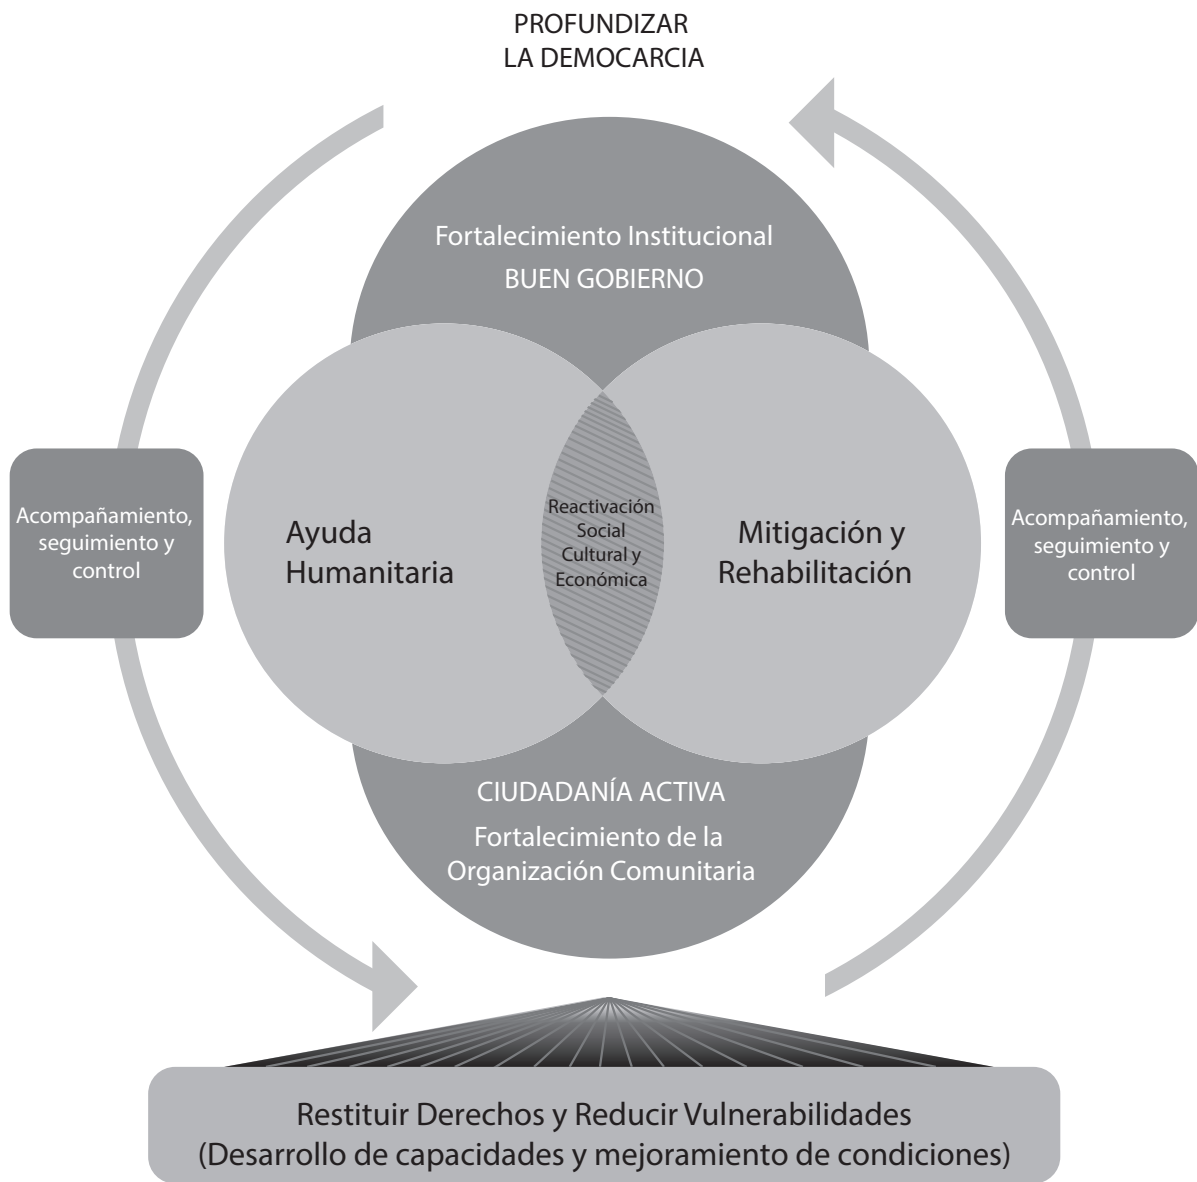 PROFUNDIZAR
LA DEMOCARCIA
Fortalecimiento Institucional
BUEN GOBIERNO
Acompañamiento,
seguimiento y
control
Ayuda
Humanitaria
Reactivación
Social
Cultural y
Económica
Mitigación y
Rehabilitación
Acompañamiento,
seguimiento y
control
CIUDADANÍA ACTIVA
Fortalecimiento de la
Organización Comunitaria
Restituir Derechos y Reducir Vulnerabilidades
(Desarrollo de capacidades y mejoramiento de condiciones)